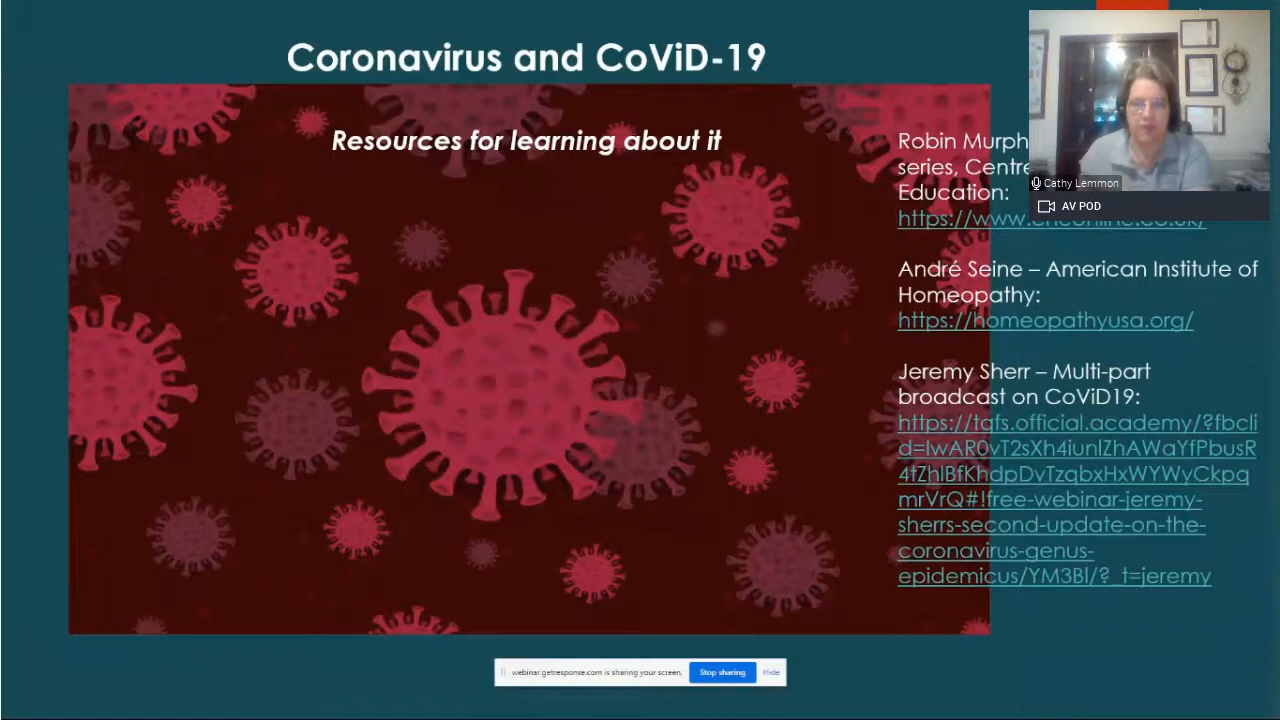 Coronavirus and CoViD-19
Resources for learning about it
Robin Murph
series, Centre
Education:
https://www.
André Seine – American Institute of
Homeopathy:
https://homeopathyusa.org/
Jeremy Sherr – Multi-part
broadcast on CoViD19:
https://tqfs.official.academy/?fbcli
d=IwAR0vT2sXh4iunlZhAWaYfPbusR
4tZhlBfKhdpDvTzqbxHxWYWyCkpq
mrVrQ#!free-webinar-jeremy-
sherrs-second-update-on-the-
coronavirus-genus-
epidemicus/YM3Bl/?_t=jeremy
Cathy Lemmon
AV POD
webinar.getresponse.com is sharing your screen.
Stop sharing
Hide